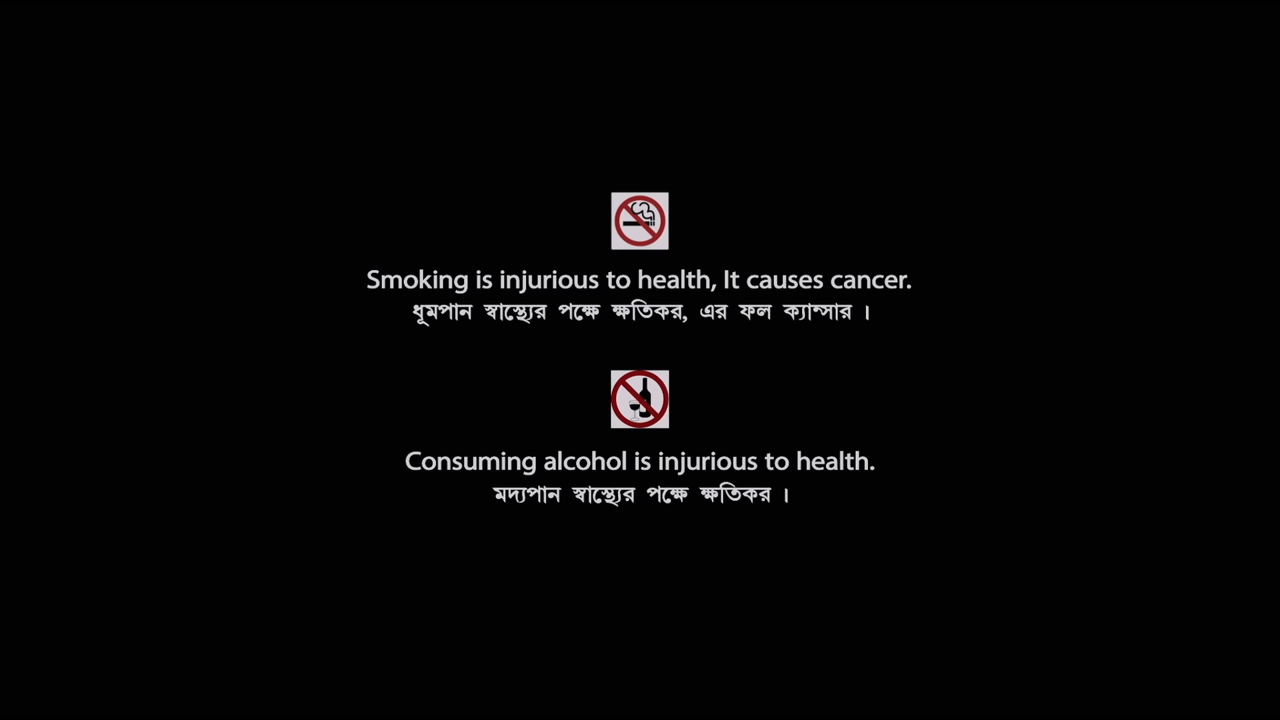 Smoking is injurious to health, It causes cancer.
ধূমপান স্বাস্থ্যের পক্ষে ক্ষতিকর, এর ফল ক্যান্সার ।
Consuming alcohol is injurious to health.
মদ্যপান স্বাস্থ্যের পক্ষে ক্ষতিকর ।